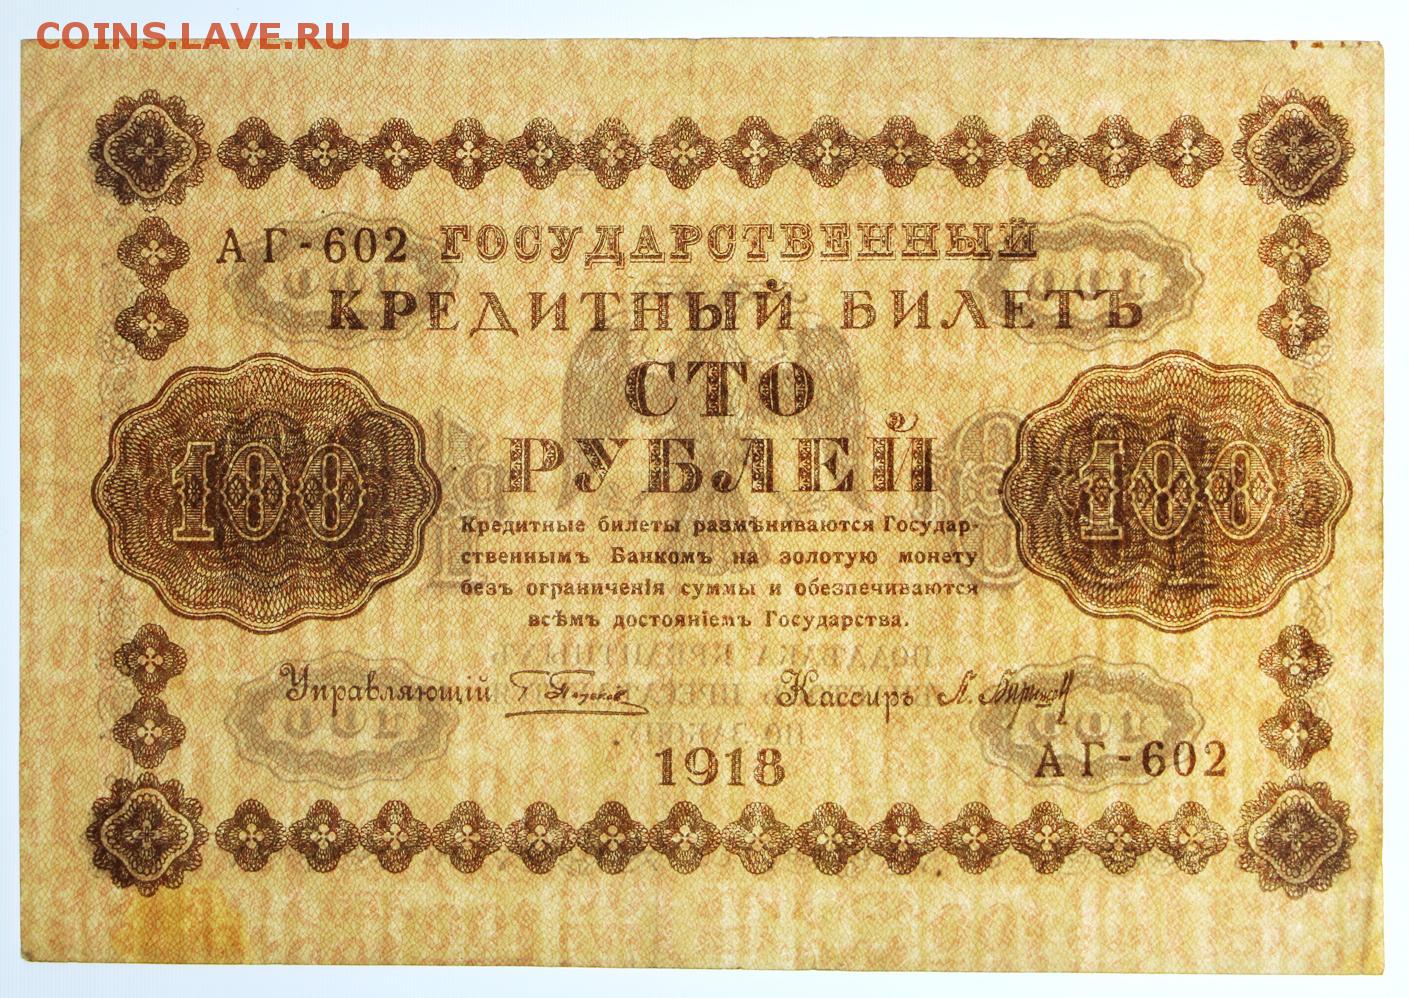 COINS.LAVE.RU
АГ-602 ГОСУДАРСТВЕННЫЙ
КРЕДИТНЫЙ БИЛЕТЪ
СТО
РУБЛЕЙ
100 100
Кредитные билеты размѣниваются Государ-
ственнымъ Банкомъ на золотую монету
безъ ограниченія суммы и обезпечиваются
всѣмъ достояніемъ Государства.
Управляющій Кассиръ
1918
АГ-602